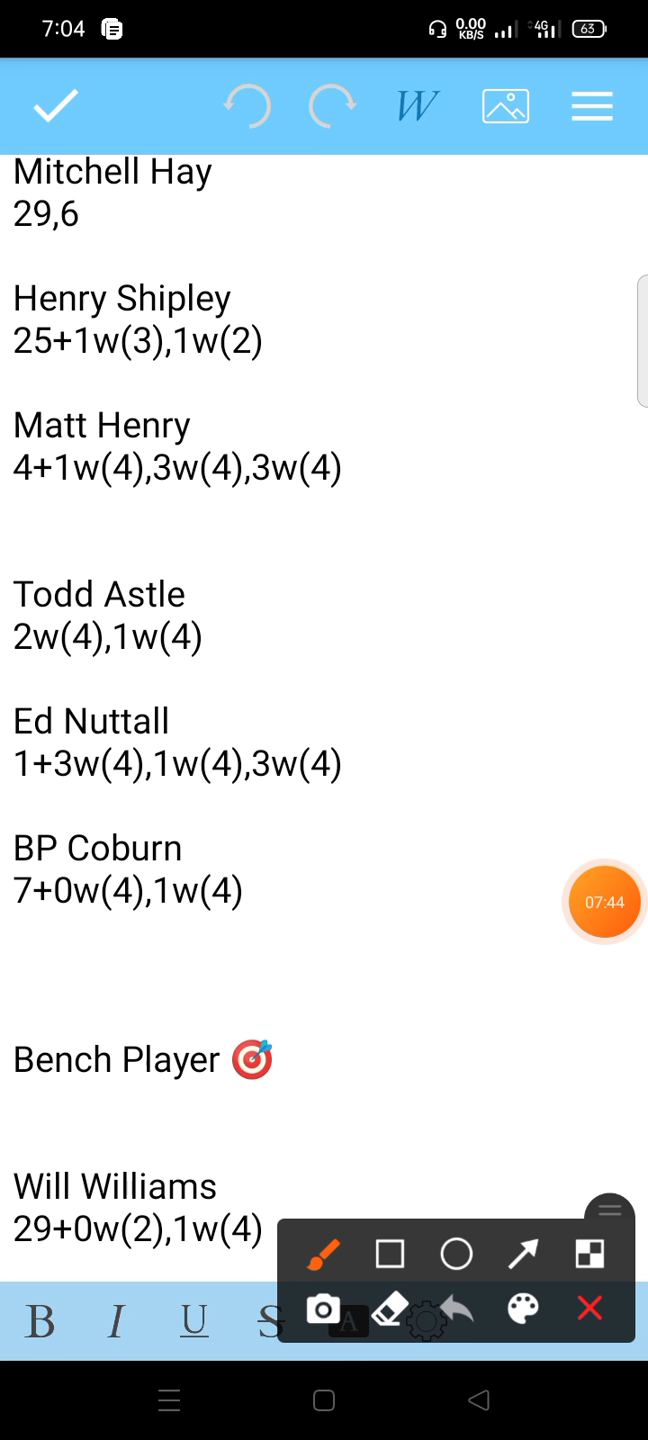 7:04
0.00
KB/S
4G
63
W
Mitchell Hay
29,6
Henry Shipley
25+1w(3),1w(2)
Matt Henry
4+1w(4),3w(4),3w(4)
Todd Astle
2w(4),1w(4)
Ed Nuttall
1+3w(4),1w(4),3w(4)
BP Coburn
7+0w(4),1w(4)
07:44
Bench Player
Will Williams
29+0w(2),1w(4)
B I U S A